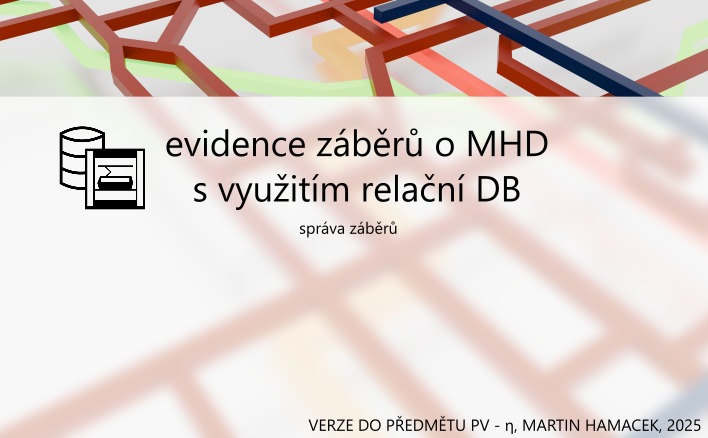 evidence záběrů o MHD
s využitím relační DB
správa záběrů
VERZE DO PŘEDMĚTU PV - η, MARTIN HAMACEK, 2025